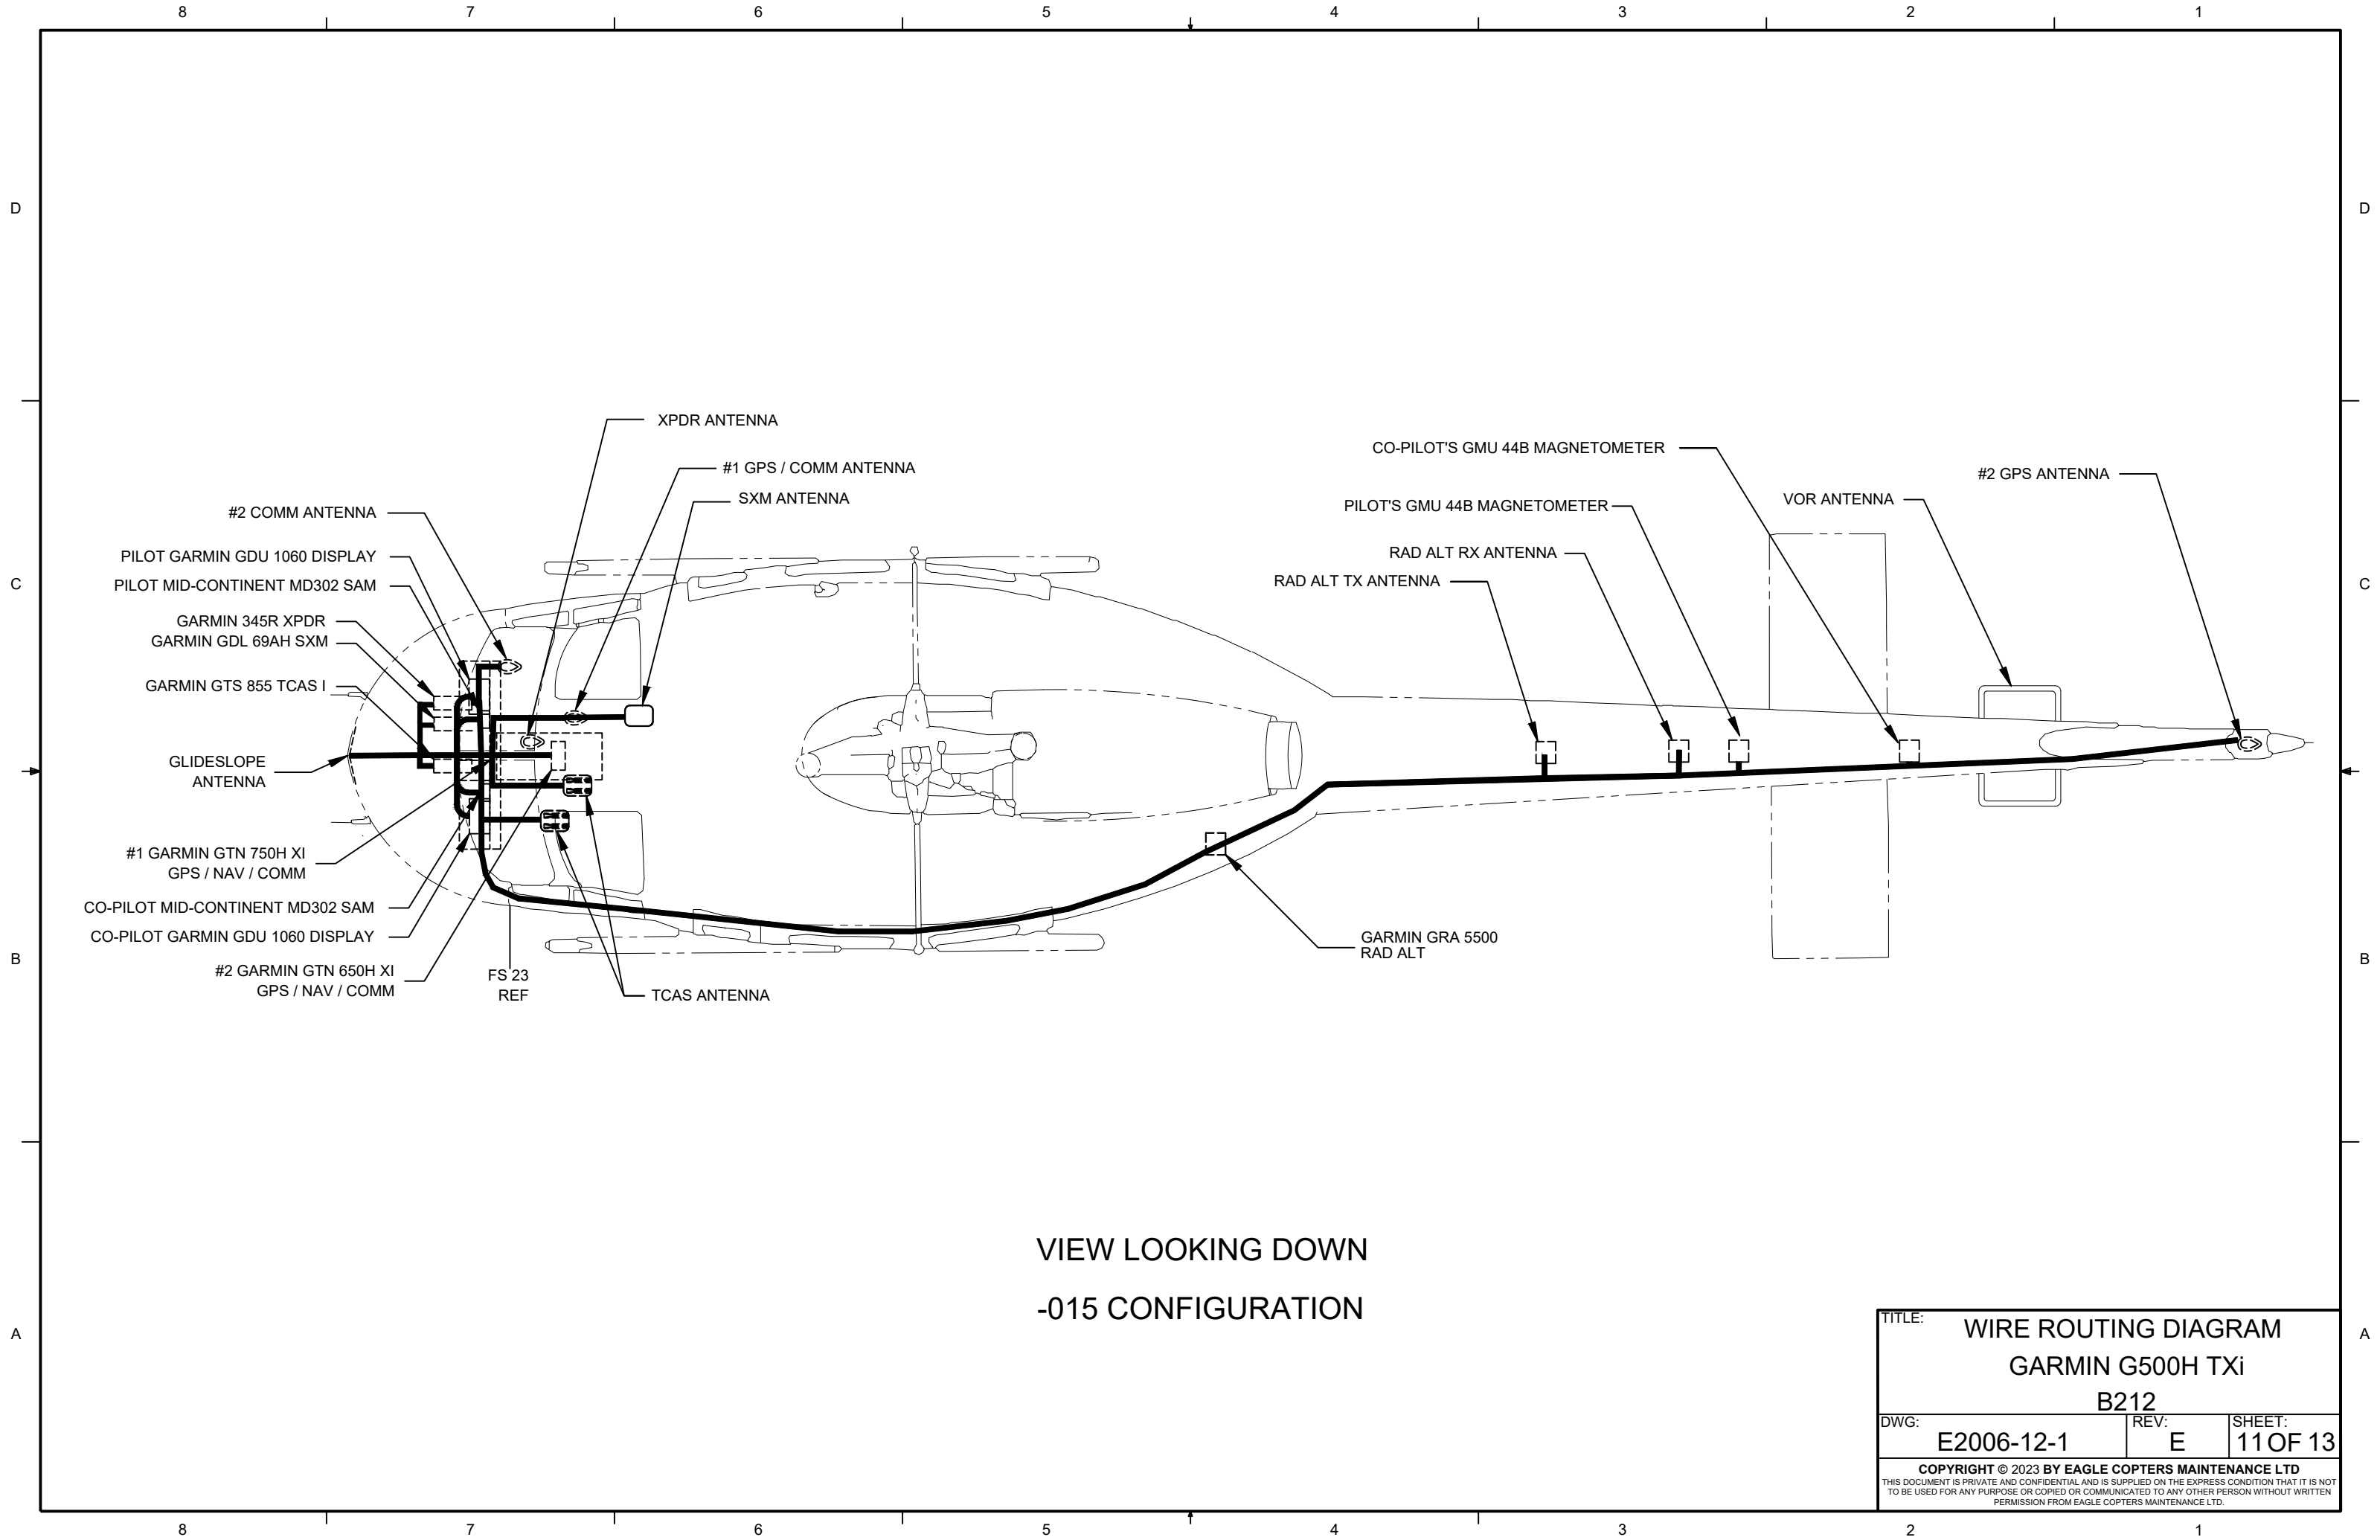 8 7 6 5 4 3 2 1
D D
XPDR ANTENNA
CO-PILOT'S GMU 44B MAGNETOMETER
#1 GPS / COMM ANTENNA
#2 GPS ANTENNA
SXM ANTENNA
VOR ANTENNA
PILOT'S GMU 44B MAGNETOMETER
#2 COMM ANTENNA
RAD ALT RX ANTENNA
PILOT GARMIN GDU 1060 DISPLAY
RAD ALT TX ANTENNA
PILOT MID-CONTINENT MD302 SAM
C C
GARMIN 345R XPDR
GARMIN GDL 69AH SXM
GARMIN GTS 855 TCAS I
GLIDESLOPE
ANTENNA
#1 GARMIN GTN 750H XI
GPS / NAV / COMM
CO-PILOT MID-CONTINENT MD302 SAM
CO-PILOT GARMIN GDU 1060 DISPLAY
GARMIN GRA 5500
RAD ALT
B B
#2 GARMIN GTN 650H XI
GPS / NAV / COMM
FS 23
REF
TCAS ANTENNA
VIEW LOOKING DOWN
-015 CONFIGURATION
A A
TITLE:
WIRE ROUTING DIAGRAM
GARMIN G500H TXi
B212
DWG: REV: SHEET:
E2006-12-1 E 11 OF 13
COPYRIGHT © 2023 BY EAGLE COPTERS MAINTENANCE LTD
THIS DOCUMENT IS PRIVATE AND CONFIDENTIAL AND IS SUPPLIED ON THE EXPRESS CONDITION THAT IT IS NOT
TO BE USED FOR ANY PURPOSE OR COPIED OR COMMUNICATED TO ANY OTHER PERSON WITHOUT WRITTEN
PERMISSION FROM EAGLE COPTERS MAINTENANCE LTD.
8 7 6 5 4 3 2 1